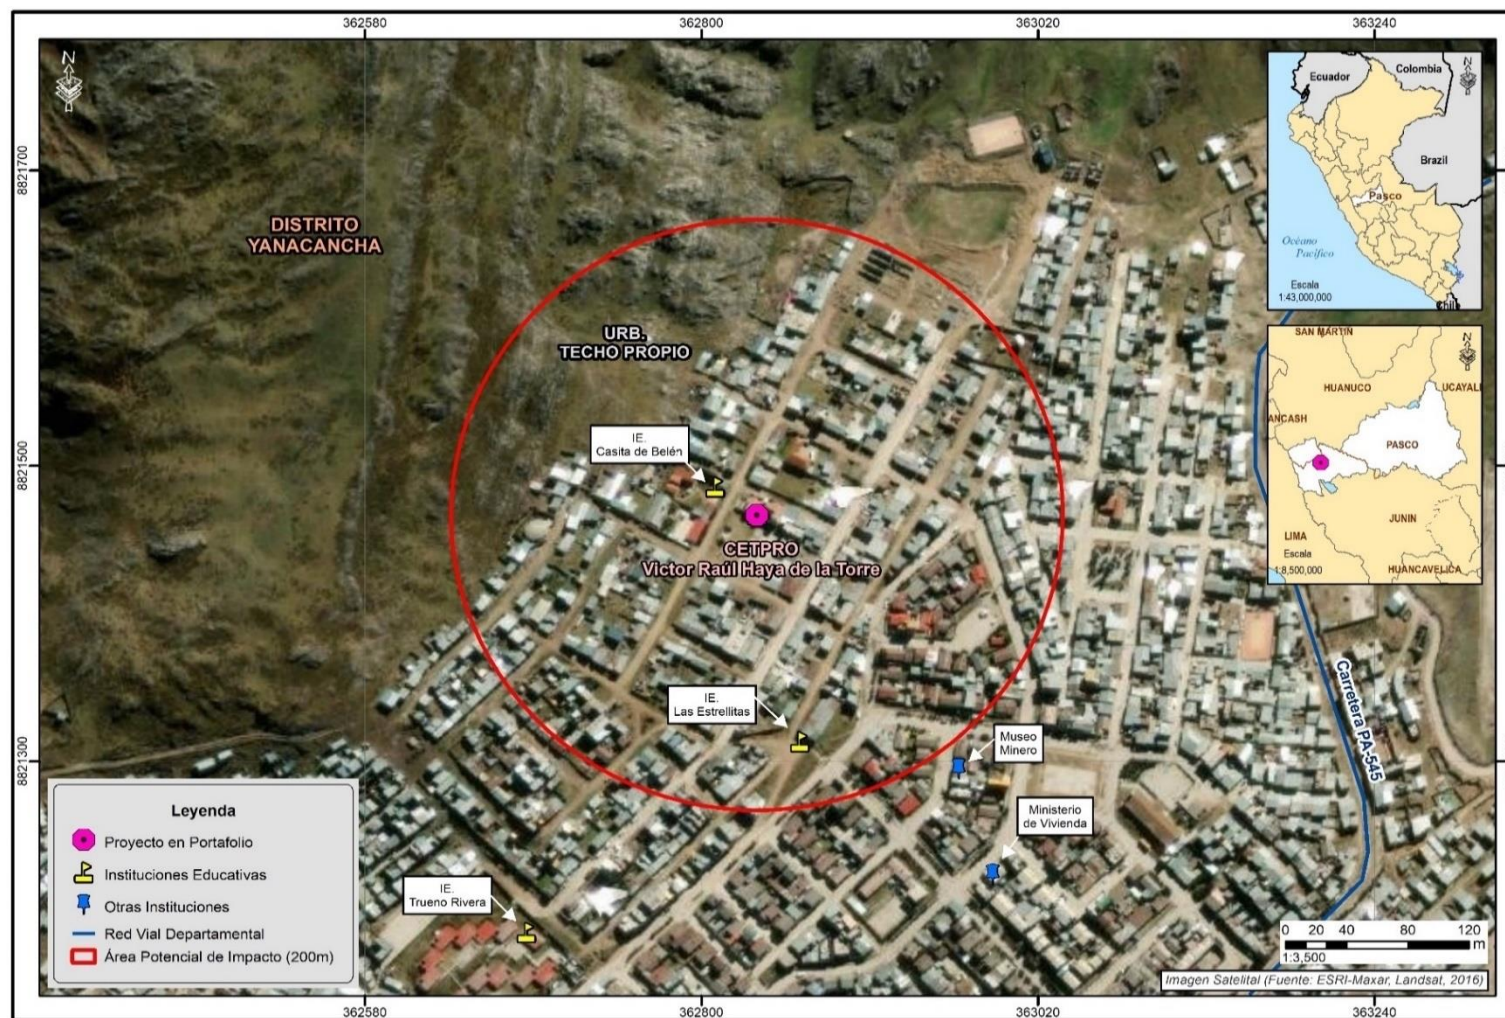 362580
362800
363020
363240
8821700
8821500
8821300
N
DISTRITO
YANACANCHA
URB.
TECHO PROPIO
IE.
Casita de Belén
CETPRO
Victor Raúl Haya de la Torre
IE.
Las Estrellitas
Museo
Minero
Ministerio
de Vivienda
IE.
Trueno Rivera
Carretera PA-545
N
Ecuador
Colombia
Brazil
Pasco
Océano
Pacífico
Escala
1:43,000,000
Chile
N
SAN MARTIN
HUANUCO
UCAYALI
ANCASH
PASCO
JUNIN
LIMA
Escala
1:8,500,000
HUANCAVELICA
Leyenda
Proyecto en Portafolio
Instituciones Educativas
Otras Instituciones
Red Vial Departamental
Área Potencial de Impacto (200m)
0 20 40 80 120
m
1:3,500
Imagen Satelital (Fuente: ESRI-Maxar, Landsat, 2016)
362580
362800
363020
363240